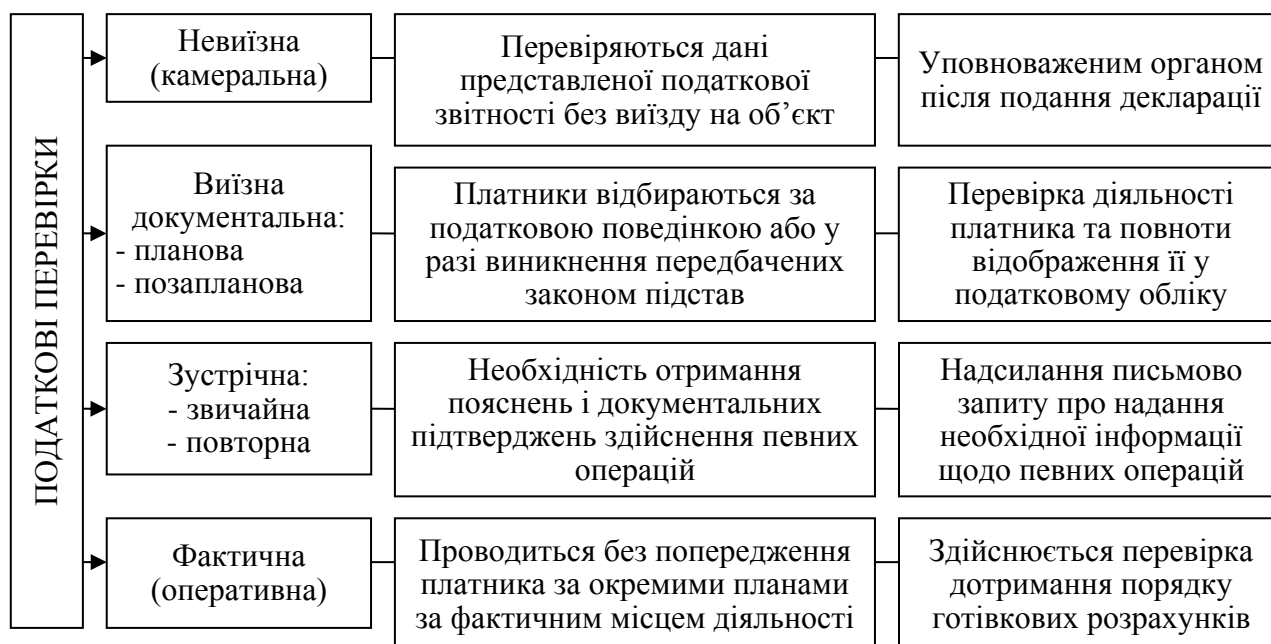 ПОДАТКОВІ ПЕРЕВІРКИ
Невиїзна
(камеральна)
Перевіряються дані
представленої податкової
звітності без виїзду на об’єкт
Уповноваженим органом
після подання декларації
Виїзна
документальна:
- планова
- позапланова
Платники відбираються за
податковою поведінкою або у
разі виникнення передбачених
законом підстав
Перевірка діяльності
платника та повноти
відображення її у
податковому обліку
Зустрічна:
- звичайна
- повторна
Необхідність отримання
пояснень і документальних
підтверджень здійснення певних
операцій
Надсилання письмово
запиту про надання
необхідної інформації
щодо певних операцій
Фактична
(оперативна)
Проводиться без попередження
платника за окремими планами
за фактичним місцем діяльності
Здійснюється перевірка
дотримання порядку
готівкових розрахунків